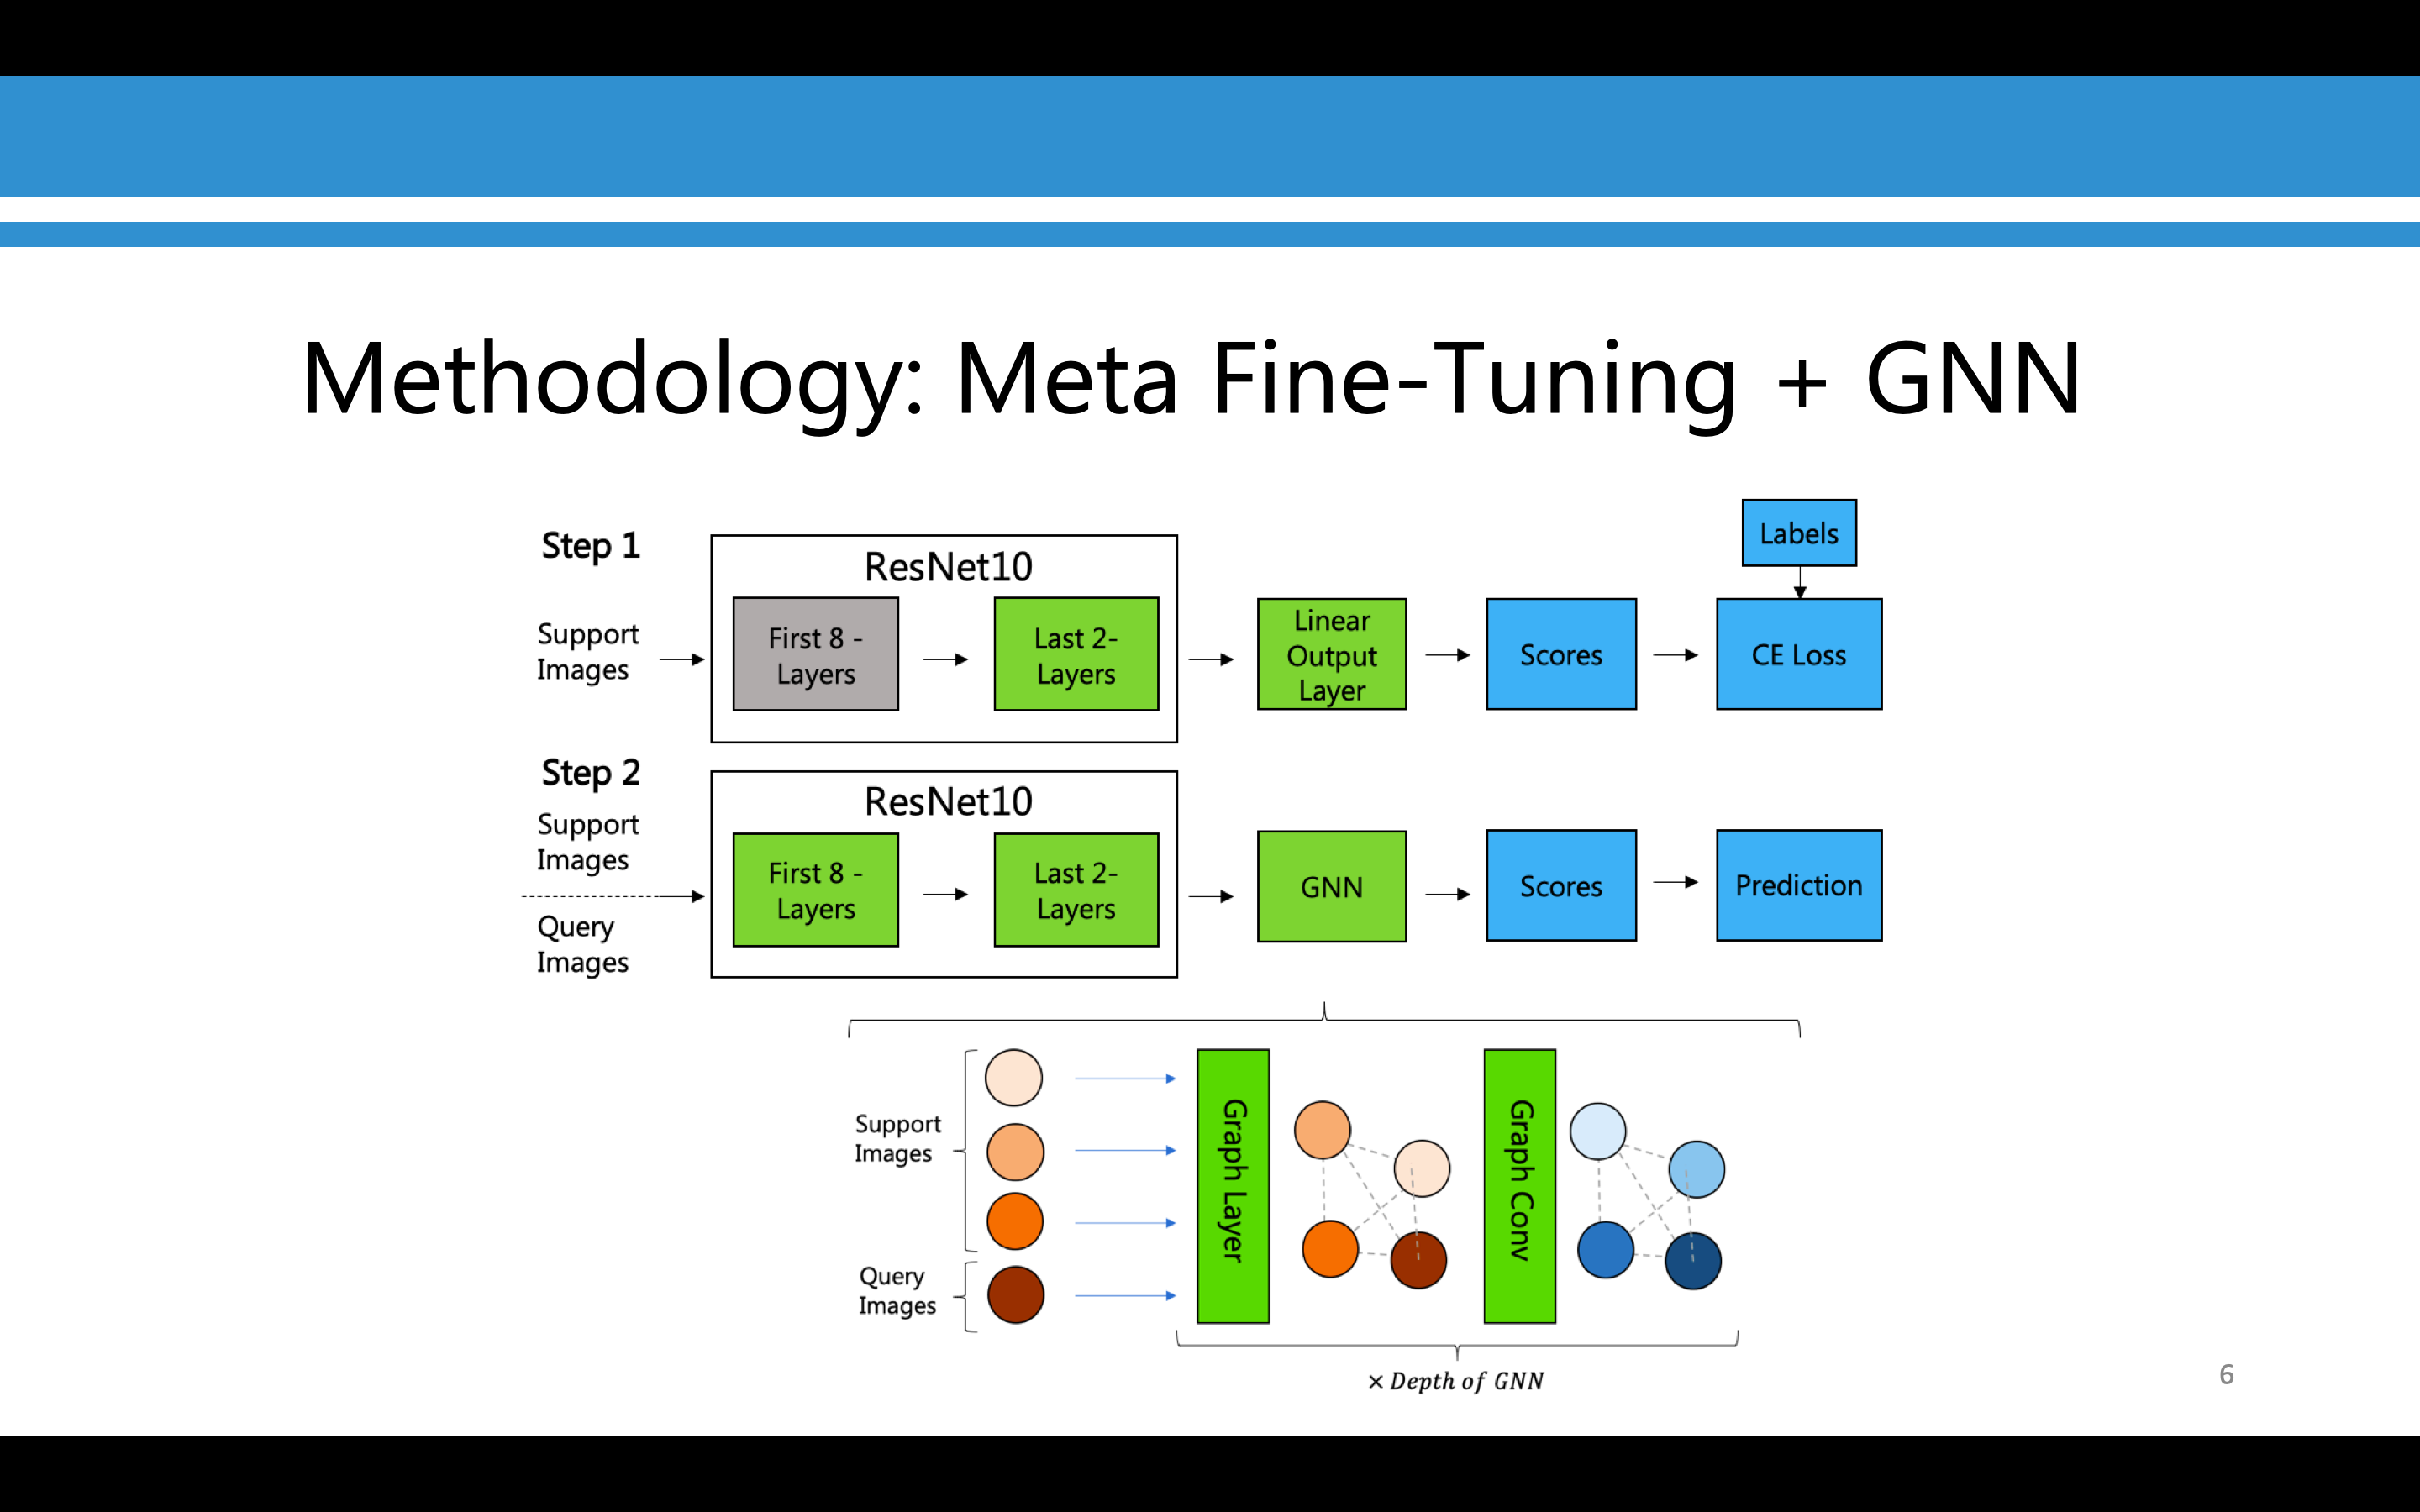 Methodology: Meta Fine-Tuning + GNN
Step 1
Support
Images
ResNet10
First 8 -
Layers
Last 2-
Layers
Linear
Output
Layer
Scores
Labels
CE Loss
Step 2
Support
Images
Query
Images
ResNet10
First 8 -
Layers
Last 2-
Layers
GNN
Scores
Prediction
Support
Images
Query
Images
Graph Layer
Graph Conv
× Depth of GNN
6